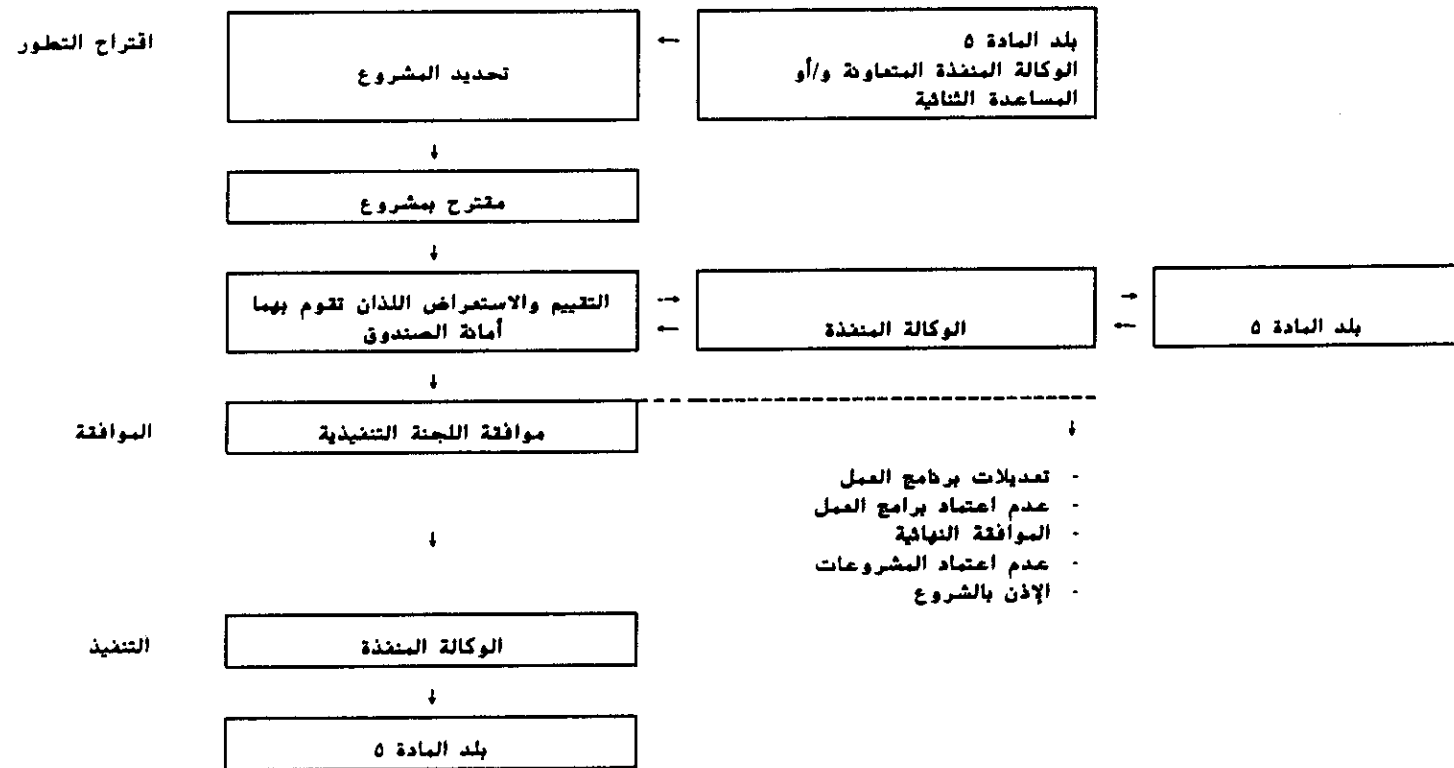 اقتراح التطور
بلد المادة ٥
الوكالة المنفذة المتعاونة و/أو
المساعدة الثنائية
←
تحديد المشروع
↓
مقترح بمشروع
↓
التقييم والاستعراض اللذان تقوم بهما
أمانة الصندوق
→
←
الوكالة المنفذة
→
←
بلد المادة ٥
↓
الموافقة
موافقة اللجنة التنفيذية
↓
- تعديلات برنامج العمل
- عدم اعتماد برامج العمل
- الموافقة النهائية
- عدم اعتماد المشروعات
- الإذن بالشروع
↓
التنفيذ
الوكالة المنفذة
↓
بلد المادة ٥